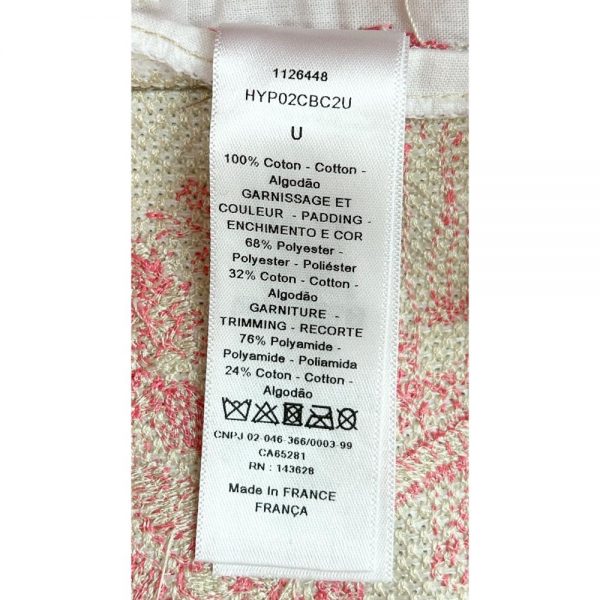 1126448
HYP02CBC2U
U
100% Coton - Cotton -
Algodão
GARNISSAGE ET
COULEUR - PADDING -
ENCHIMENTO E COR
68% Polyester -
Polyester - Poliéster
32% Coton - Cotton -
Algodão
GARNITURE -
TRIMMING - RECORTE
76% Polyamide -
Polyamide - Poliamida
24% Coton - Cotton -
Algodão
CNPJ 02-046-366/0003-99
CA65281
RN : 143628
Made In FRANCE
FRANÇA